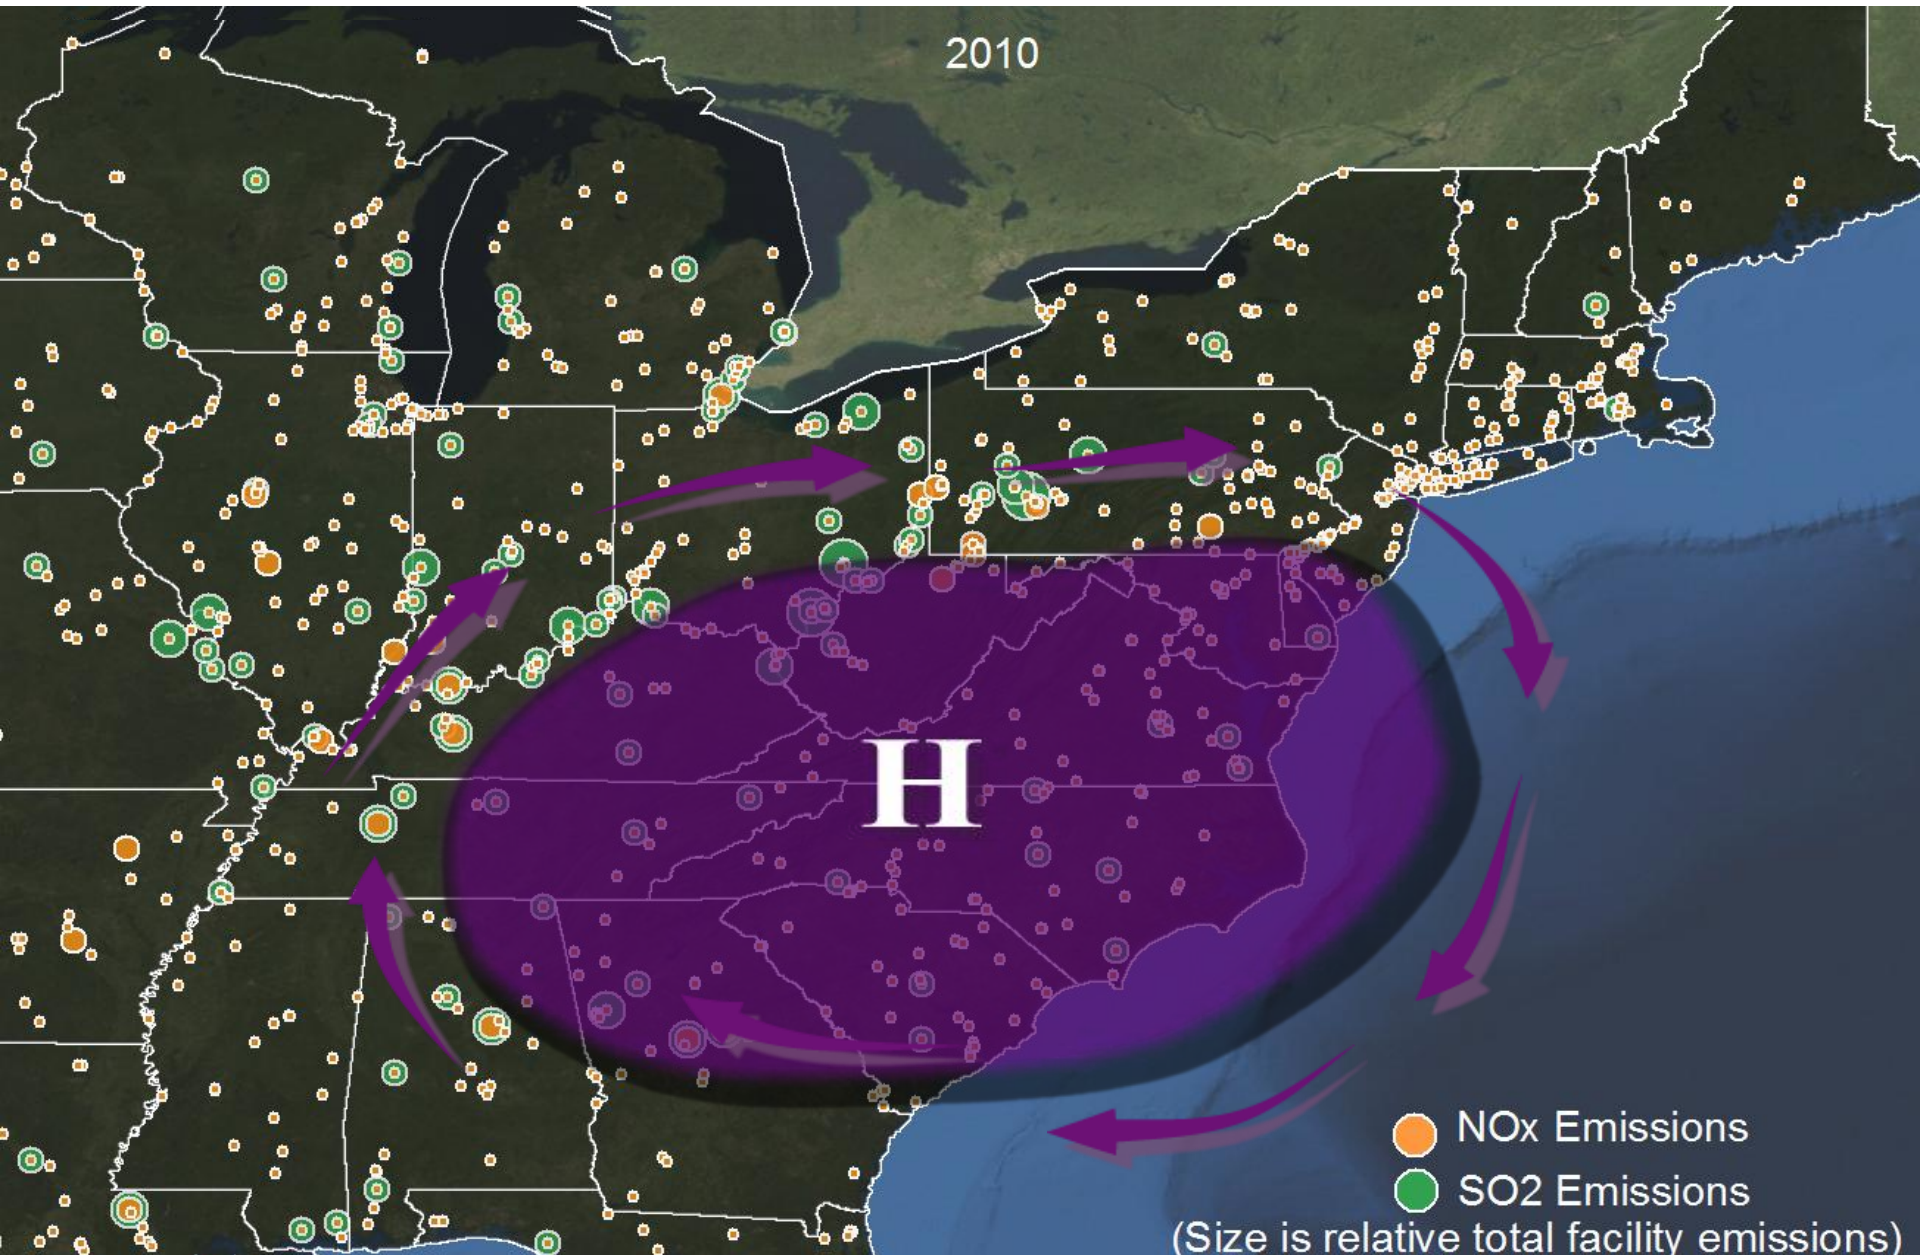 2010
H
NOx Emissions
SO2 Emissions
(Size is relative total facility emissions)